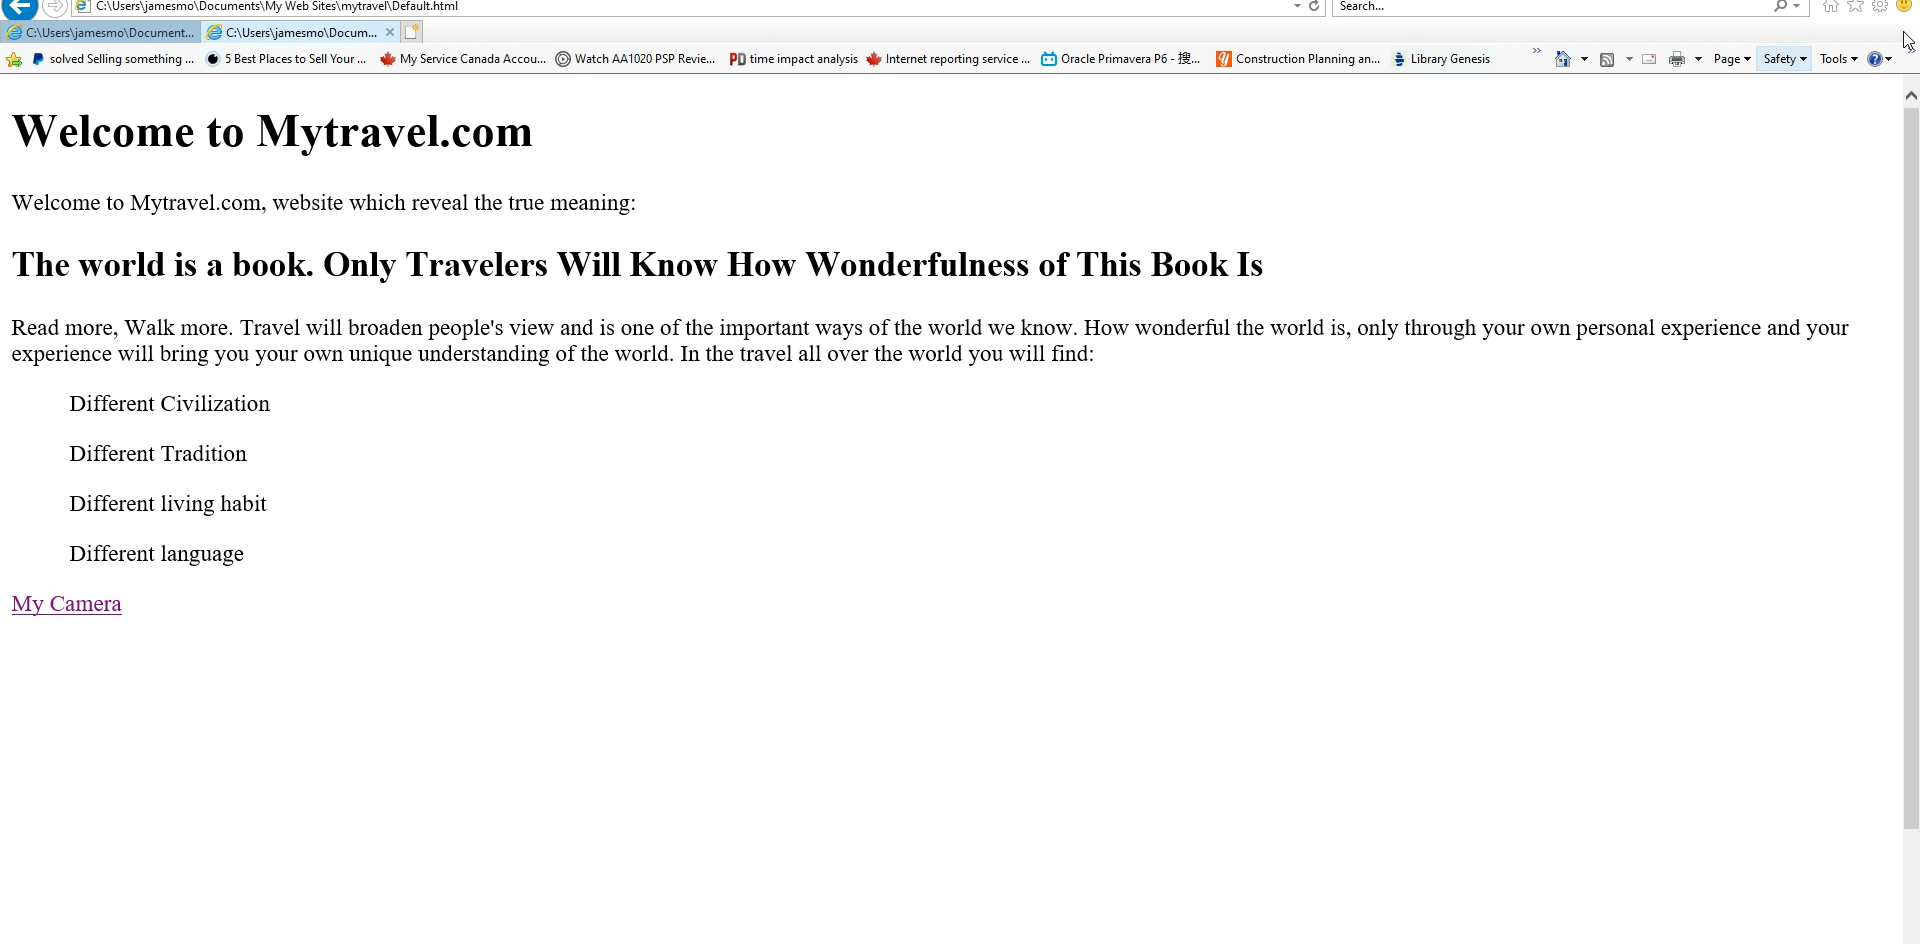 C:\Users\jamesmo\Documents\My Web Sites\mytravel\Default.html
Search...
C:\Users\jamesmo\Document...
C:\Users\jamesmo\Docum...
solved Selling something ...
5 Best Places to Sell Your ...
My Service Canada Accou...
Watch AA1020 PSP Revie...
PD time impact analysis
Internet reporting service ...
Oracle Primavera P6 - 搜...
Construction Planning an...
Library Genesis
Page
Safety
Tools
Welcome to Mytravel.com
Welcome to Mytravel.com, website which reveal the true meaning:
The world is a book. Only Travelers Will Know How Wonderfulness of This Book Is
Read more, Walk more. Travel will broaden people's view and is one of the important ways of the world we know. How wonderful the world is, only through your own personal experience and your
experience will bring you your own unique understanding of the world. In the travel all over the world you will find:
Different Civilization
Different Tradition
Different living habit
Different language
My Camera